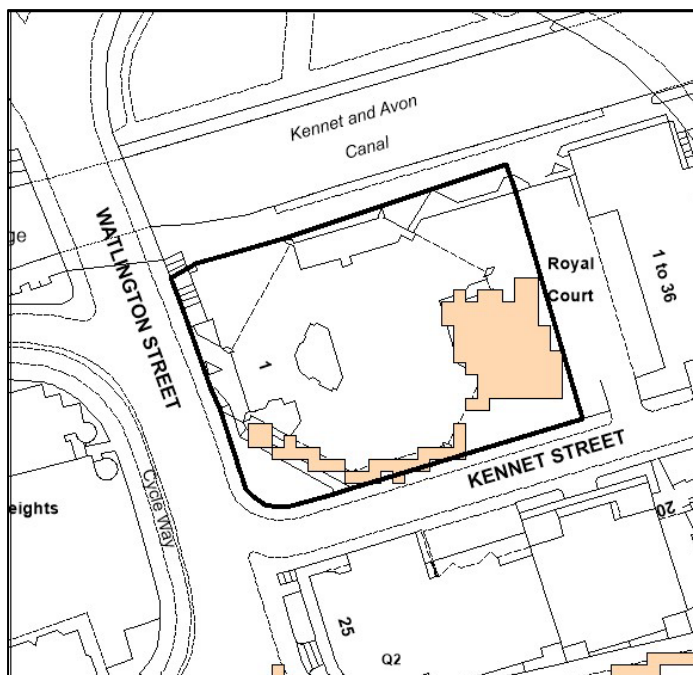 Kennet and Avon
Canal
WATLINGTON STREET
ge
Royal
Court
1 to 36
1
KENNET STREET
Cycle Way
eights
20
25
Q2